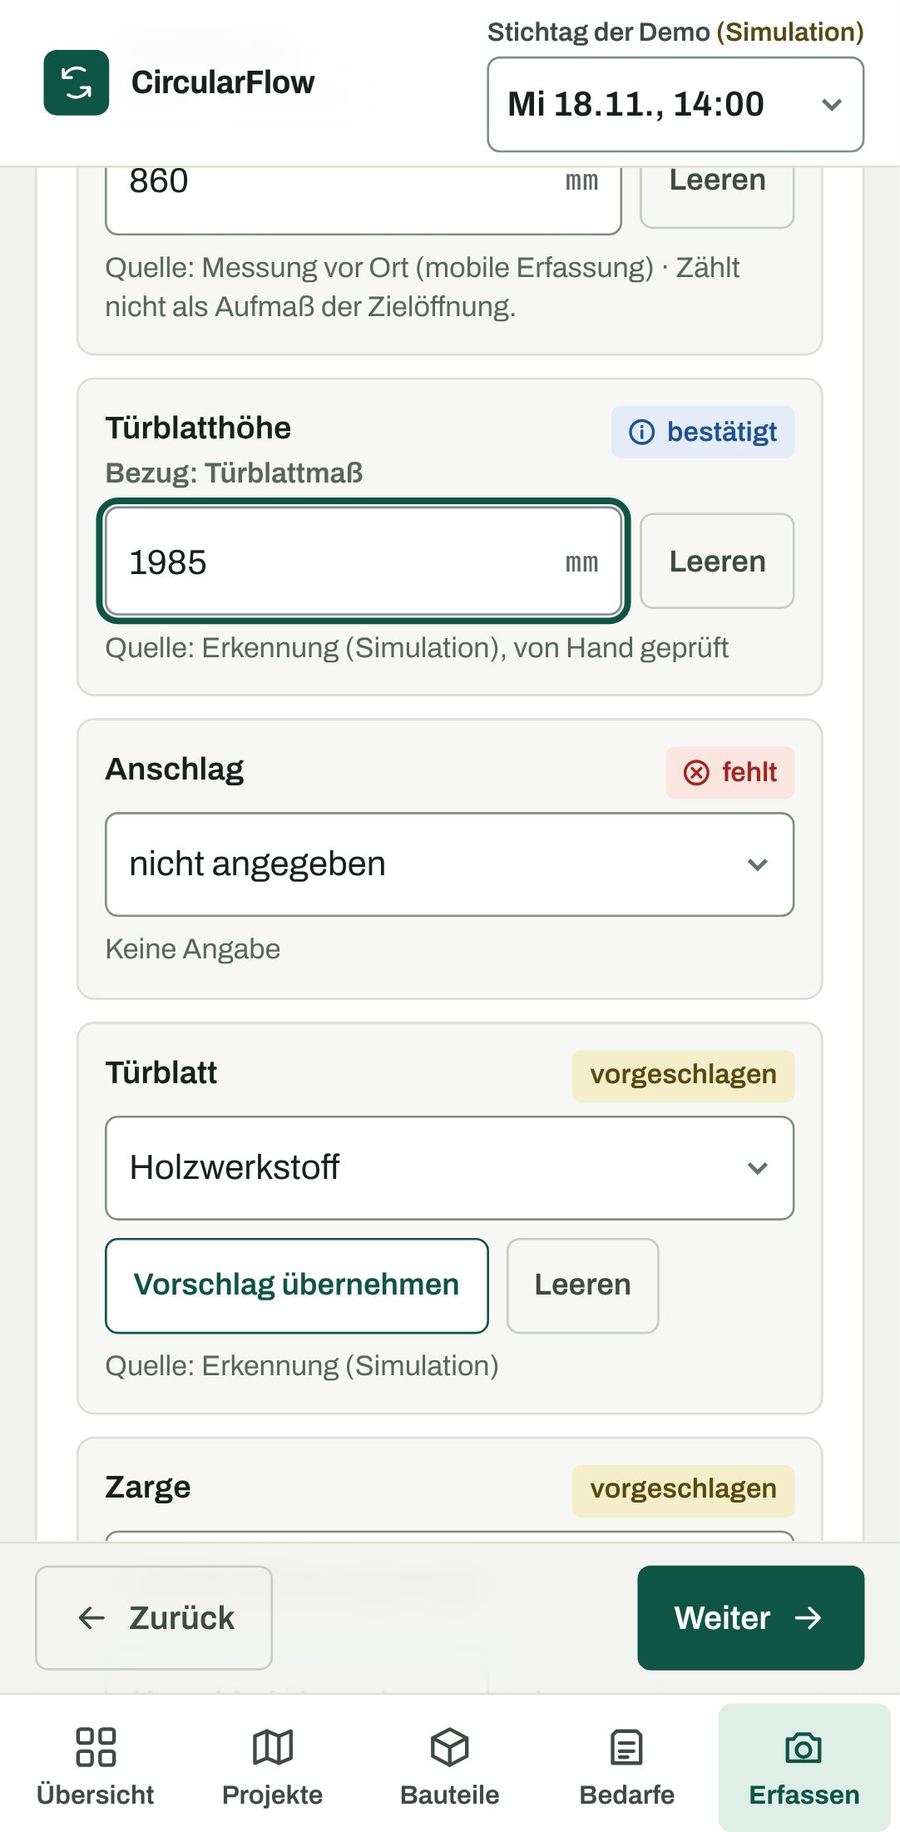 Stichtag der Demo (Simulation)
CircularFlow
Mi 18.11., 14:00
860 mm Leeren
Quelle: Messung vor Ort (mobile Erfassung) · Zählt
nicht als Aufmaß der Zielöffnung.
Türblatthöhe bestätigt
Bezug: Türblattmaß
1985 mm Leeren
Quelle: Erkennung (Simulation), von Hand geprüft
Anschlag fehlt
nicht angegeben
Keine Angabe
Türblatt vorgeschlagen
Holzwerkstoff
Vorschlag übernehmen Leeren
Quelle: Erkennung (Simulation)
Zarge vorgeschlagen
Zurück Weiter
Übersicht Projekte Bauteile Bedarfe Erfassen